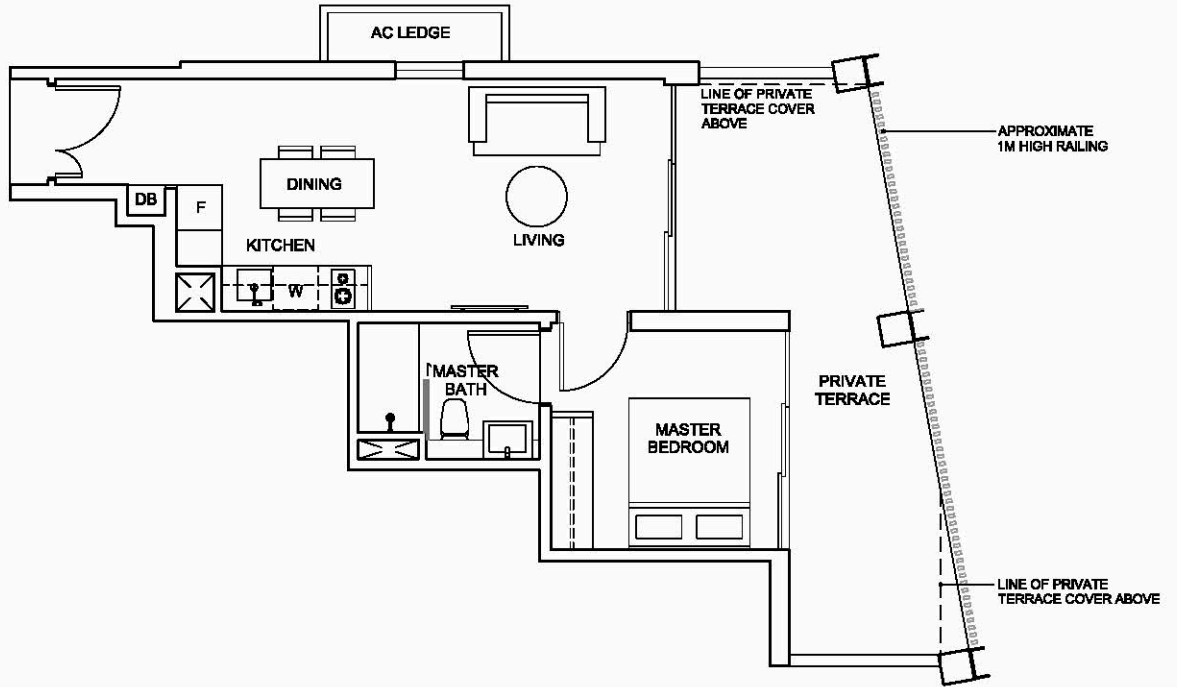 AC LEDGE
LINE OF PRIVATE
TERRACE COVER
ABOVE
APPROXIMATE
1M HIGH RAILING
DINING
DB
F
KITCHEN
LIVING
W
MASTER
BATH
PRIVATE
TERRACE
MASTER
BEDROOM
LINE OF PRIVATE
TERRACE COVER ABOVE